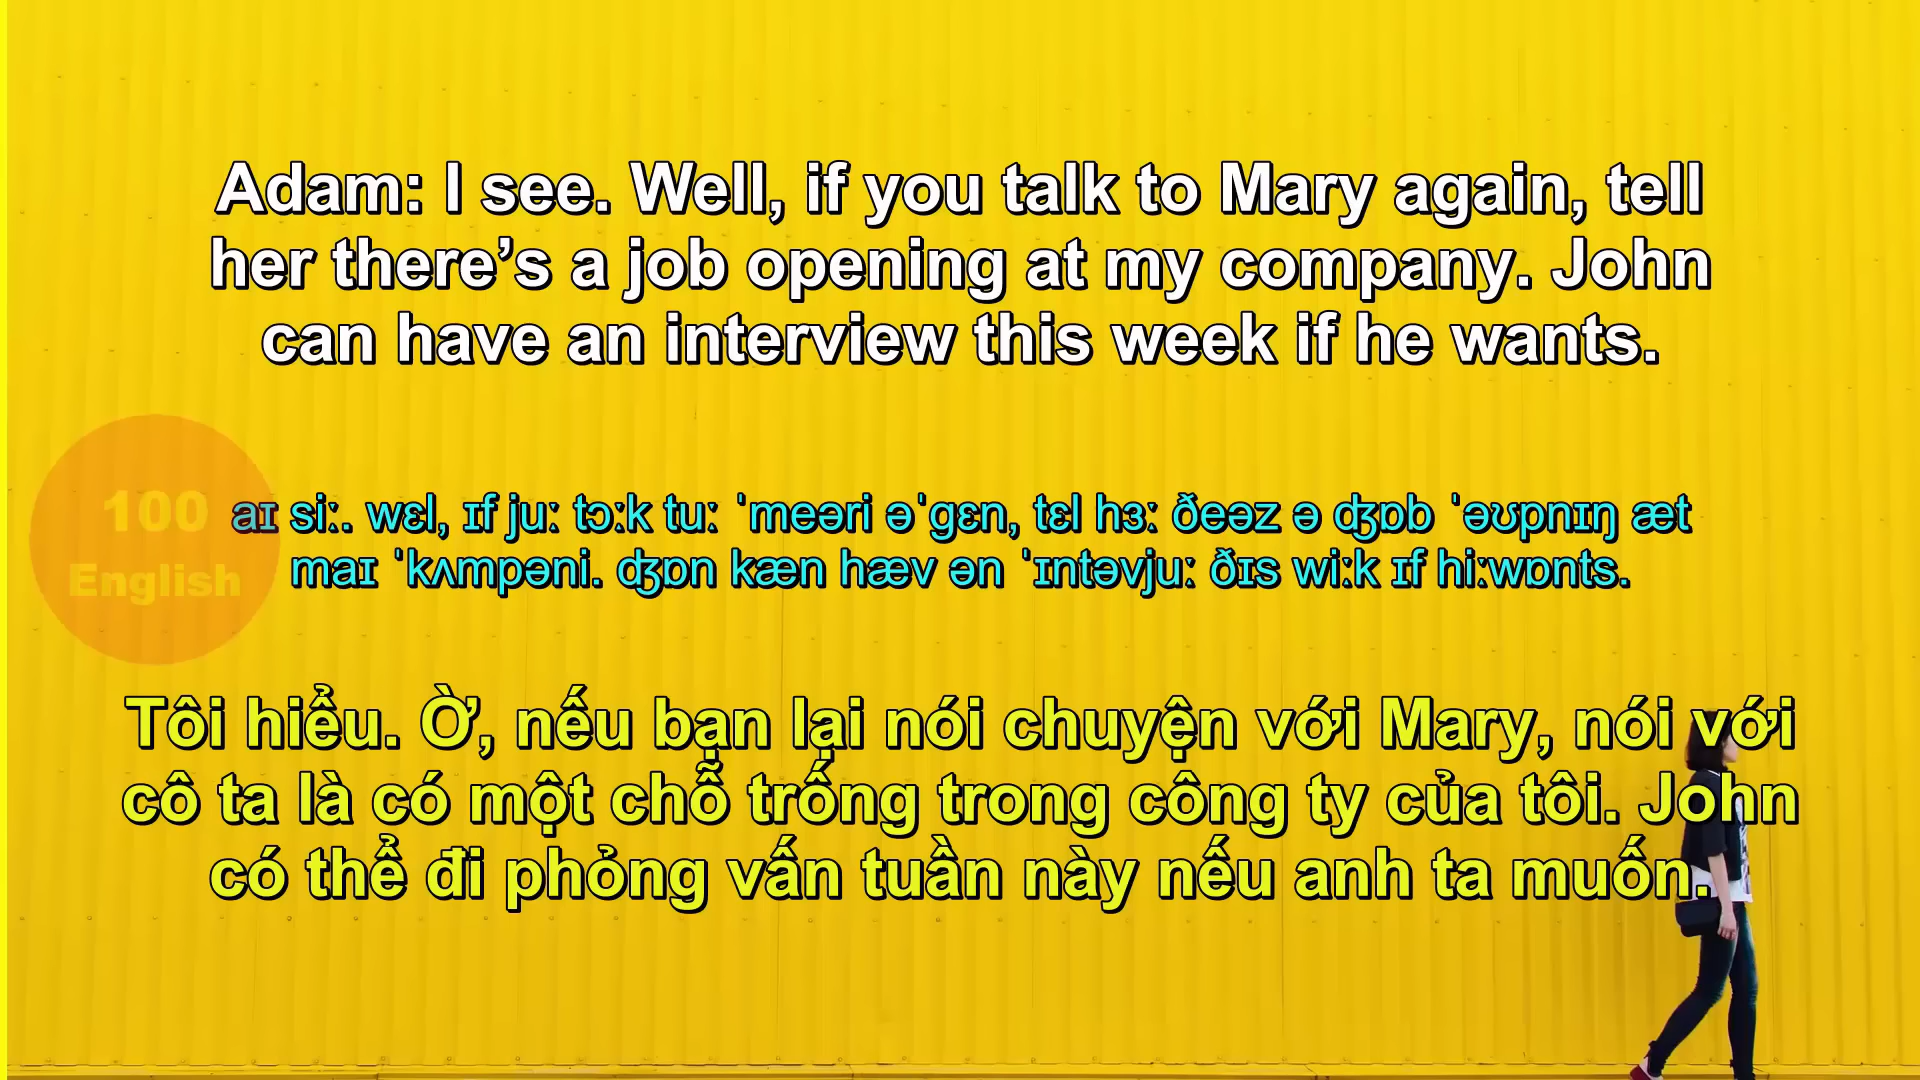 Adam: I see. Well, if you talk to Mary again, tell
her there’s a job opening at my company. John
can have an interview this week if he wants.
100
English
aɪ siː. wɛl, ɪf juː tɔːk tuː ˈmeəri əˈgɛn, tɛl hɜː ðeəz ə ʤɒb ˈəʊpnɪŋ æt
maɪ ˈkʌmpəni. ʤɒn kæn hæv ən ˈɪntəvjuː ðɪs wiːk ɪf hiːwɒnts.
Tôi hiểu. Ờ, nếu bạn lại nói chuyện với Mary, nói với
cô ta là có một chỗ trống trong công ty của tôi. John
có thể đi phỏng vấn tuần này nếu anh ta muốn.